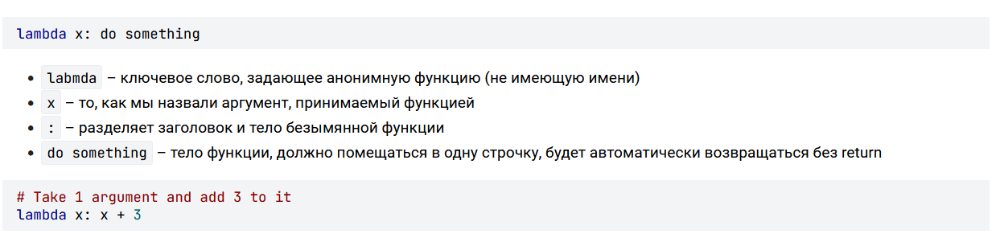 lambda x: do something
labmda – ключевое слово, задающее анонимную функцию (не имеющую имени)
x – то, как мы назвали аргумент, принимаемый функцией
: – разделяет заголовок и тело безымянной функции
do something – тело функции, должно помещаться в одну строчку, будет автоматически возвращаться без return
# Take 1 argument and add 3 to it
lambda x: x + 3